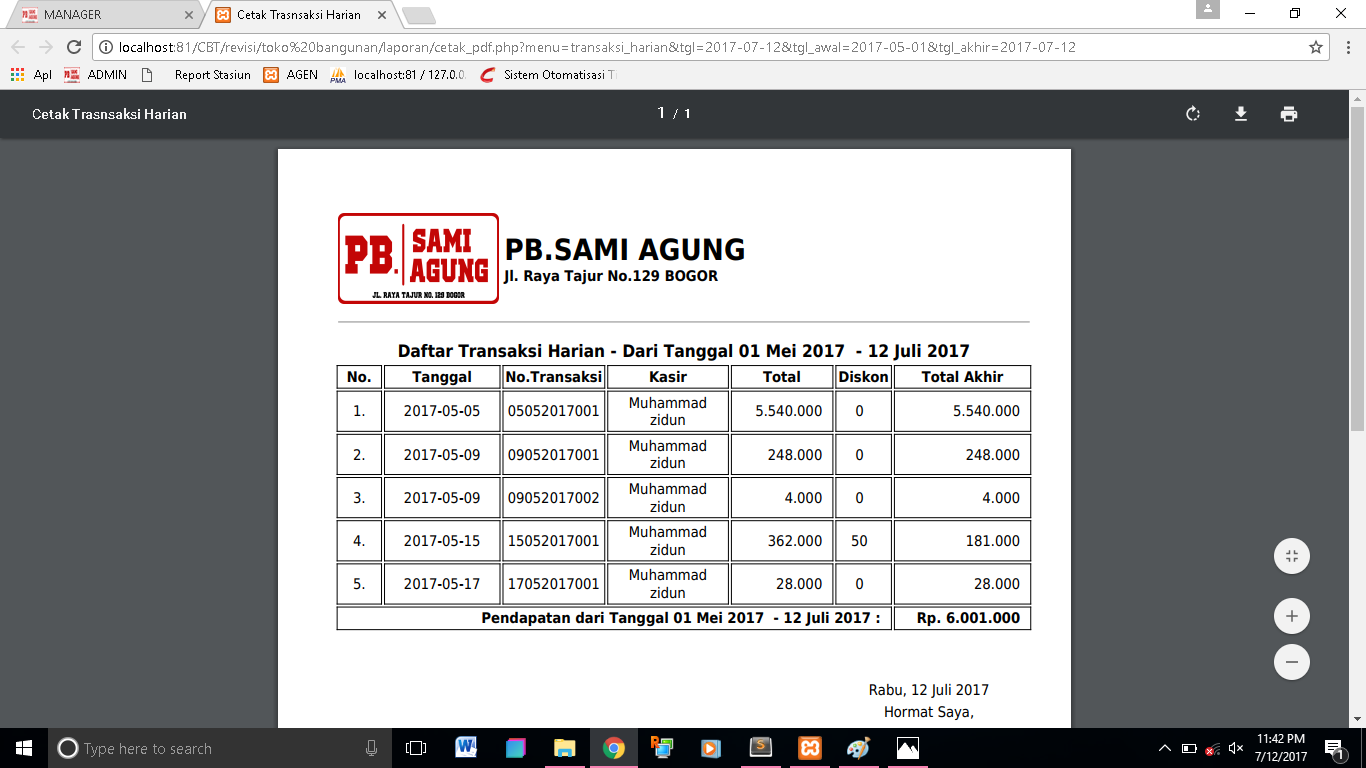 MANAGER
Cetak Trasnsaksi Harian
localhost:81/CBT/revisi/toko%20bangunan/laporan/cetak_pdf.php?menu=transaksi_harian&tgl=2017-07-12&tgl_awal=2017-05-01&tgl_akhir=2017-07-12
Apl ADMIN Report Stasiun AGEN localhost:81 / 127.0.0. Sistem Otomatisasi Ti
Cetak Trasnsaksi Harian 1 / 1
PB. SAMI AGUNG
JL. RAYA TAJUR NO. 129 BOGOR
PB.SAMI AGUNG
Jl. Raya Tajur No.129 BOGOR
Daftar Transaksi Harian - Dari Tanggal 01 Mei 2017 - 12 Juli 2017
No. Tanggal No.Transaksi Kasir Total Diskon Total Akhir
1. 2017-05-05 05052017001 Muhammad zidun 5.540.000 0 5.540.000
2. 2017-05-09 09052017001 Muhammad zidun 248.000 0 248.000
3. 2017-05-09 09052017002 Muhammad zidun 4.000 0 4.000
4. 2017-05-15 15052017001 Muhammad zidun 362.000 50 181.000
5. 2017-05-17 17052017001 Muhammad zidun 28.000 0 28.000
Pendapatan dari Tanggal 01 Mei 2017 - 12 Juli 2017 : Rp. 6.001.000
Rabu, 12 Juli 2017
Hormat Saya,
Type here to search
11:42 PM
7/12/2017
1